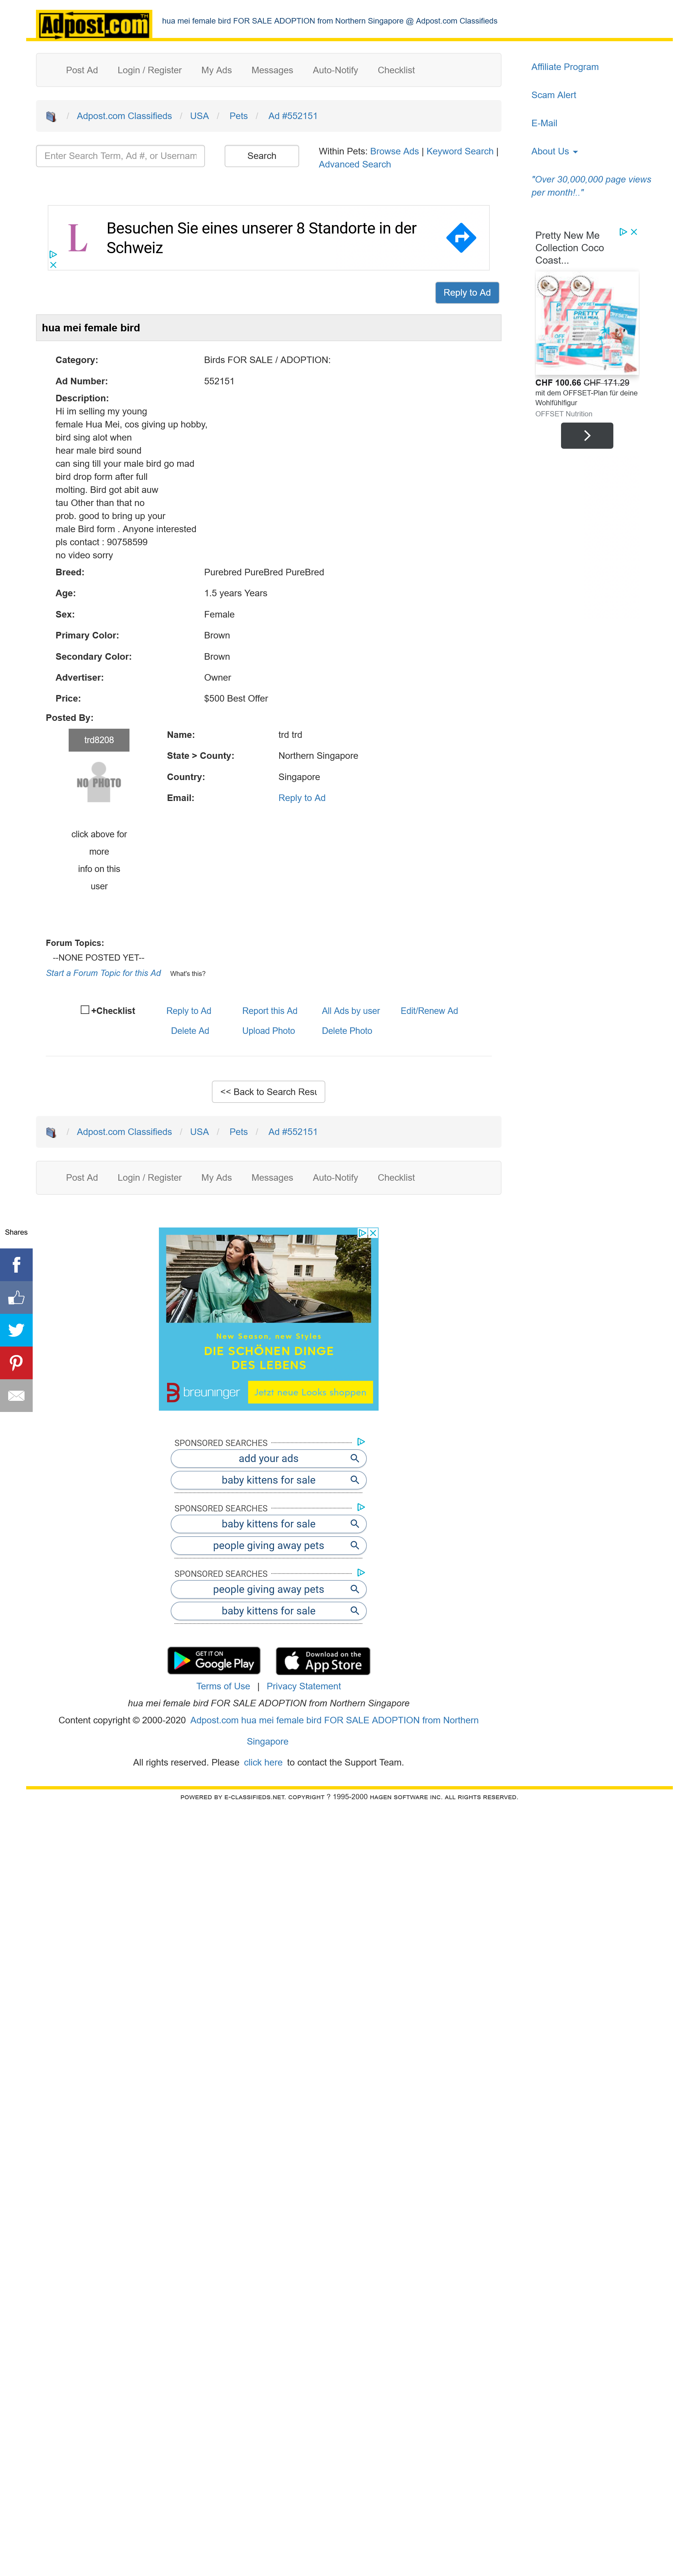 Adpost.com TM
hua mei female bird FOR SALE ADOPTION from Northern Singapore @ Adpost.com Classifieds
Post Ad Login / Register My Ads Messages Auto-Notify Checklist
Affiliate Program
Scam Alert
E-Mail
About Us
"Over 30,000,000 page views
per month!.."
/ Adpost.com Classifieds / USA / Pets / Ad #552151
Enter Search Term, Ad #, or Usernam
Search
Within Pets: Browse Ads | Keyword Search |
Advanced Search
L
Besuchen Sie eines unserer 8 Standorte in der
Schweiz
Pretty New Me
Collection Coco
Coast...
OFFSET
PRETTY
LITTLE MEAL
CHF 100.66 CHF 171.29
mit dem OFFSET-Plan für deine
Wohlfühlfigur
OFFSET Nutrition
Reply to Ad
hua mei female bird
Category: Birds FOR SALE / ADOPTION:
Ad Number: 552151
Description:
Hi im selling my young
female Hua Mei, cos giving up hobby,
bird sing alot when
hear male bird sound
can sing till your male bird go mad
bird drop form after full
molting. Bird got abit auw
tau Other than that no
prob. good to bring up your
male Bird form . Anyone interested
pls contact : 90758599
no video sorry
Breed: Purebred PureBred PureBred
Age: 1.5 years Years
Sex: Female
Primary Color: Brown
Secondary Color: Brown
Advertiser: Owner
Price: $500 Best Offer
Posted By:
trd8208
NO PHOTO
click above for
more
info on this
user
Name: trd trd
State > County: Northern Singapore
Country: Singapore
Email: Reply to Ad
Forum Topics:
--NONE POSTED YET--
Start a Forum Topic for this Ad What's this?
+Checklist Reply to Ad Report this Ad All Ads by user Edit/Renew Ad
Delete Ad Upload Photo Delete Photo
<< Back to Search Resu
/ Adpost.com Classifieds / USA / Pets / Ad #552151
Post Ad Login / Register My Ads Messages Auto-Notify Checklist
Shares
New Season, new Styles
DIE SCHÖNEN DINGE
DES LEBENS
breuninger
Jetzt neue Looks shoppen
SPONSORED SEARCHES
add your ads
baby kittens for sale
SPONSORED SEARCHES
baby kittens for sale
people giving away pets
SPONSORED SEARCHES
people giving away pets
baby kittens for sale
GET IT ON
Google Play
Download on the
App Store
Terms of Use | Privacy Statement
hua mei female bird FOR SALE ADOPTION from Northern Singapore
Content copyright © 2000-2020 Adpost.com hua mei female bird FOR SALE ADOPTION from Northern
Singapore
All rights reserved. Please click here to contact the Support Team.
POWERED BY E-CLASSIFIEDS.NET. COPYRIGHT ? 1995-2000 HAGEN SOFTWARE INC. ALL RIGHTS RESERVED.